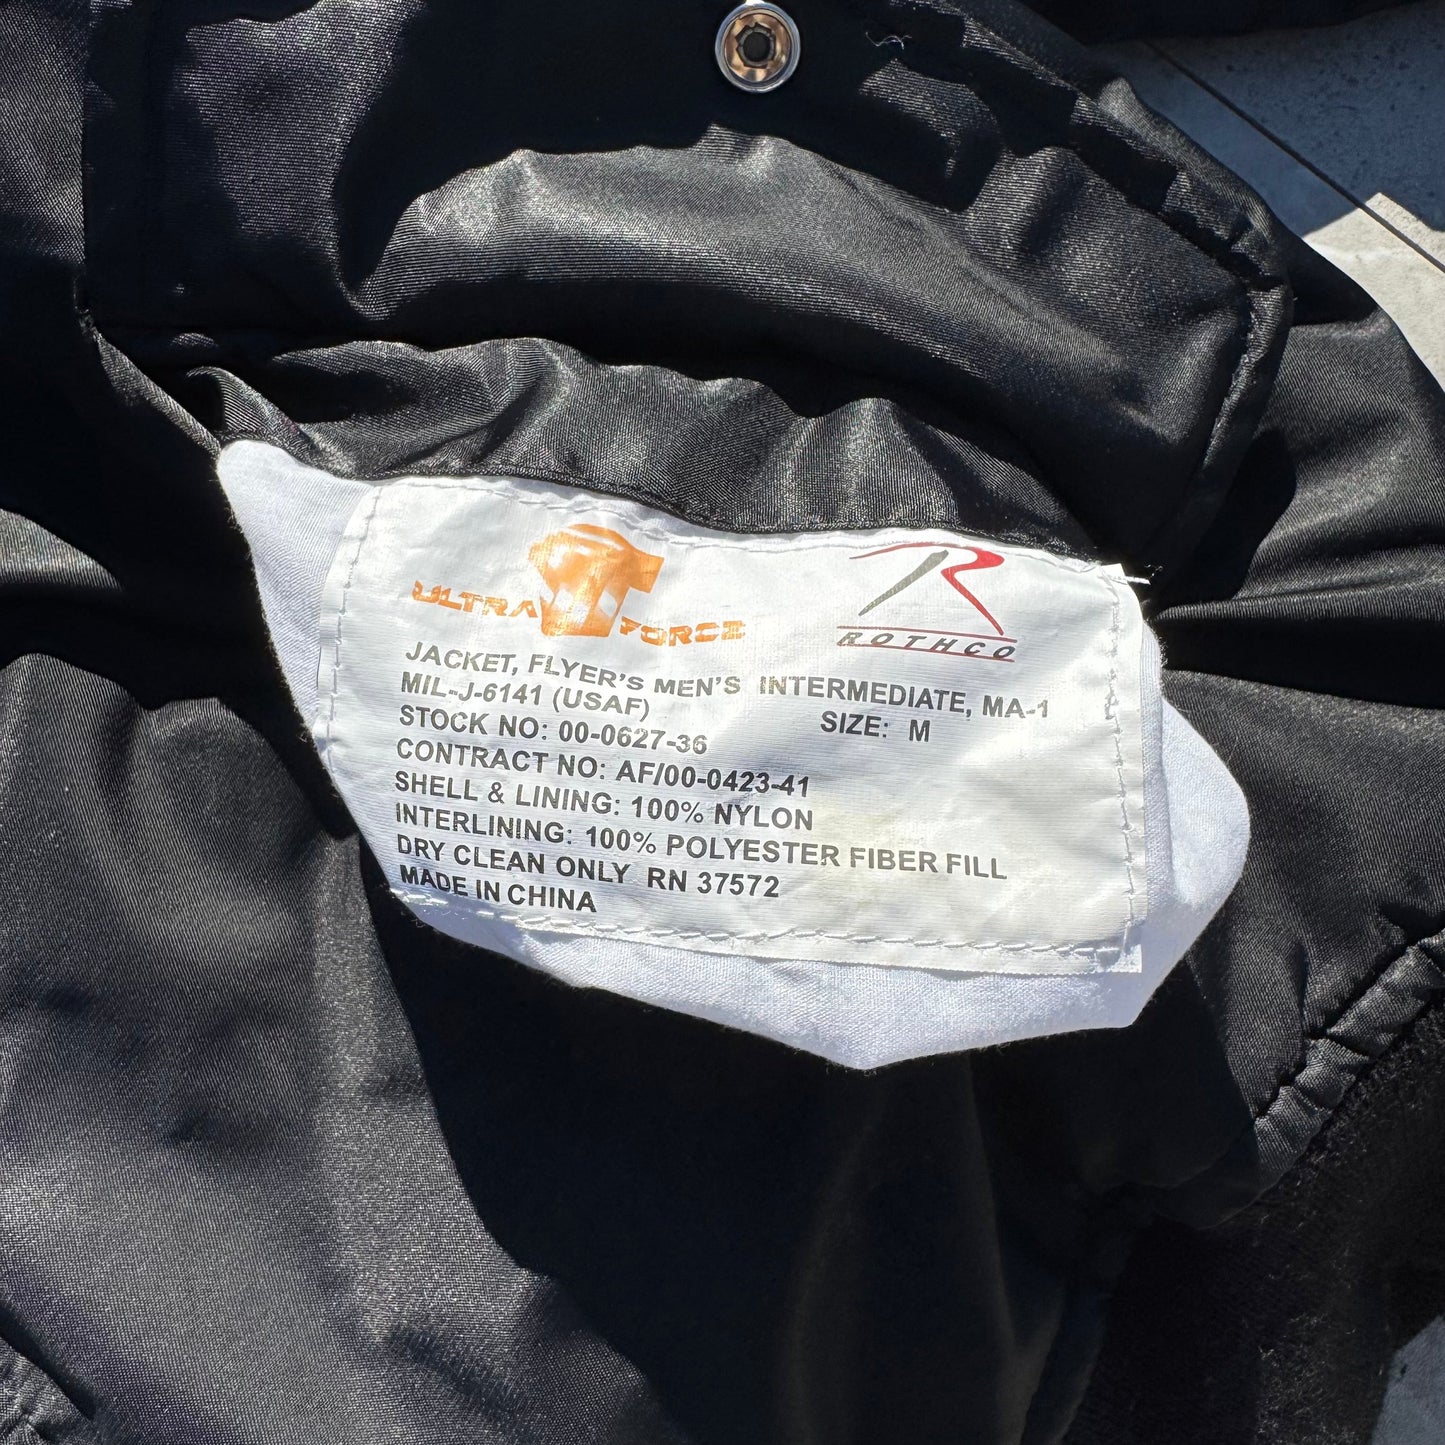 ULTRA FORCE
ROTHCO
JACKET, FLYER'S MEN'S INTERMEDIATE, MA-1
MIL-J-6141 (USAF)
SIZE: M
STOCK NO: 00-0627-36
CONTRACT NO: AF/00-0423-41
SHELL & LINING: 100% NYLON
INTERLINING: 100% POLYESTER FIBER FILL
DRY CLEAN ONLY RN 37572
MADE IN CHINA